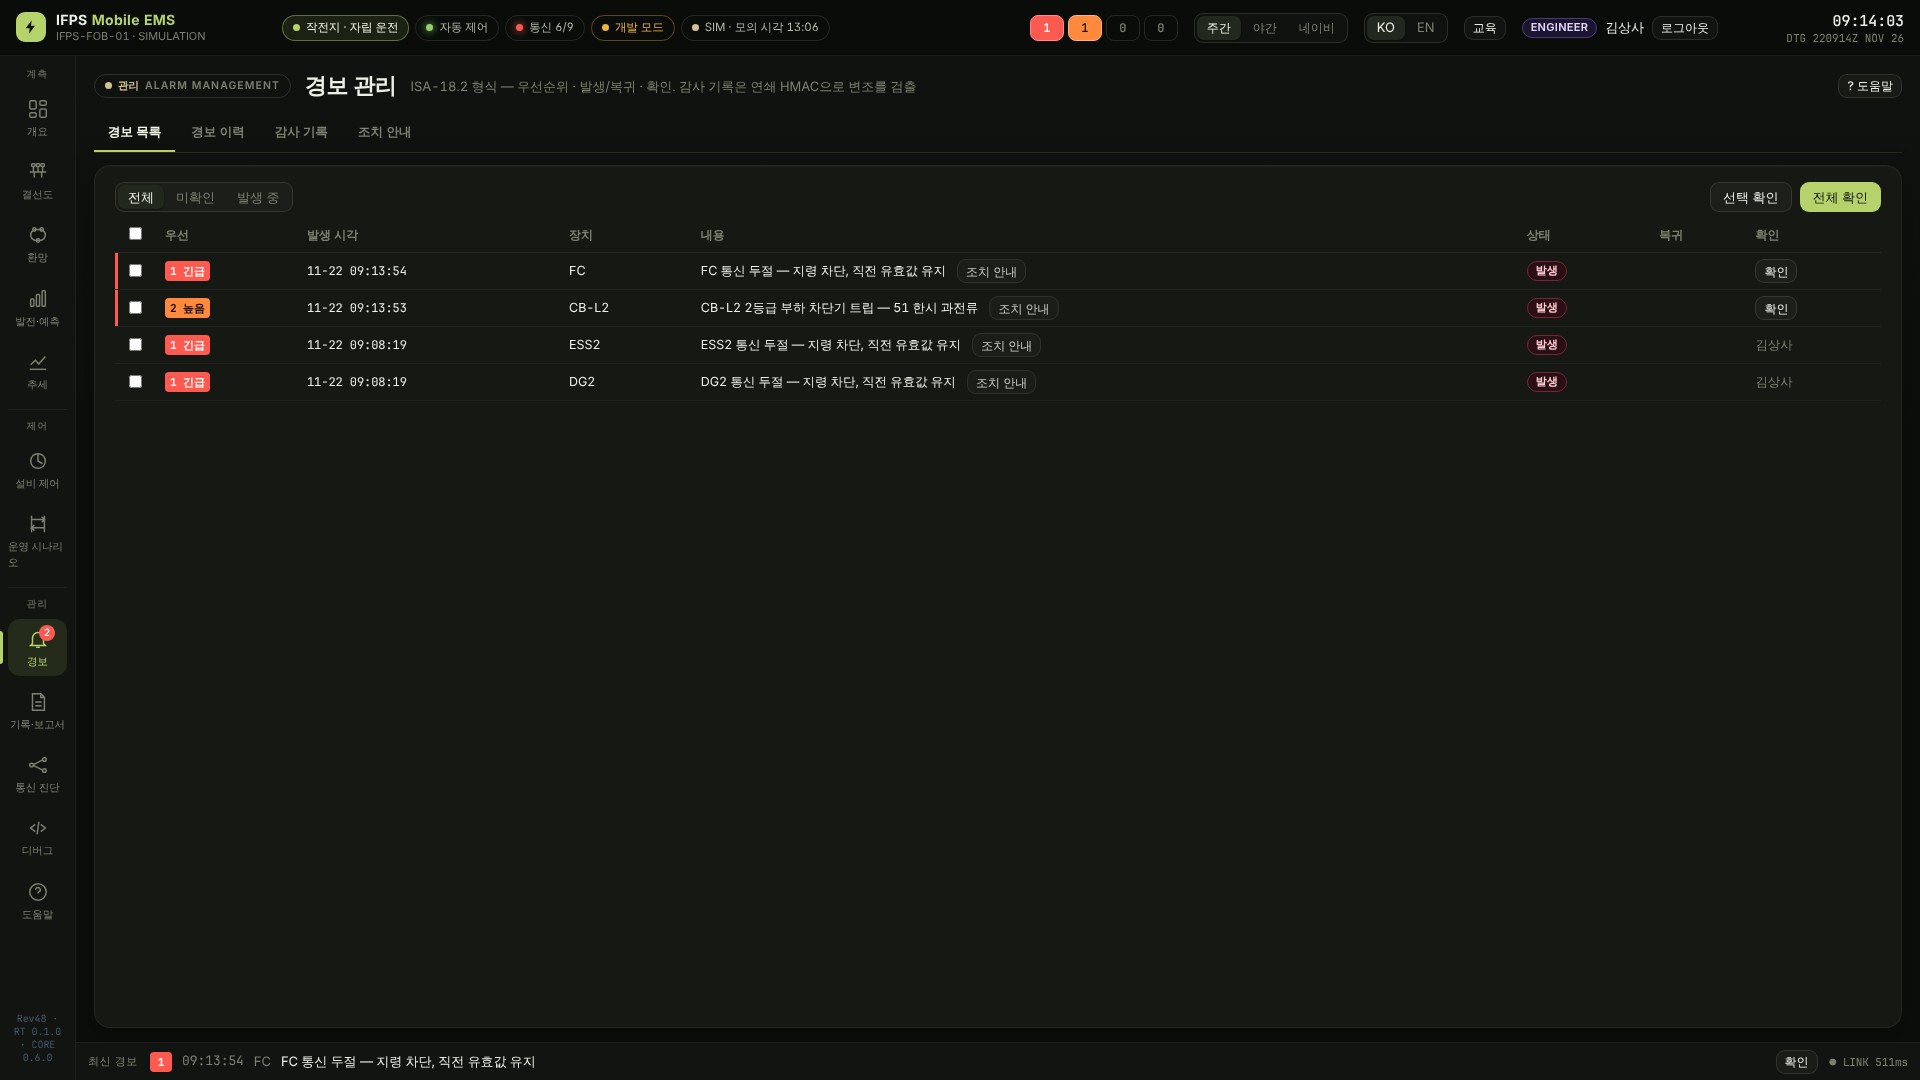 IFPS Mobile EMS
IFPS-FOB-01 · SIMULATION
작전지 · 자립 운전
자동 제어
통신 6/9
개발 모드
SIM · 모의 시각 13:06
1 1 0 0
주간 야간 네이비
KO EN
교육
ENGINEER 김상사 로그아웃
09:14:03
DTG 220914Z NOV 26
계측
개요
결선도
환망
발전·예측
추세
제어
설비 제어
운영 시나리
오
관리
2
경보
기록·보고서
통신 진단
디버그
도움말
Rev48 ·
RT 0.1.0
· CORE
0.6.0
관리 ALARM MANAGEMENT
경보 관리
ISA-18.2 형식 — 우선순위 · 발생/복귀 · 확인. 감사 기록은 연쇄 HMAC으로 변조를 검출
? 도움말
경보 목록 경보 이력 감사 기록 조치 안내
전체 미확인 발생 중
선택 확인 전체 확인
우선 발생 시각 장치 내용 상태 복귀 확인
1 긴급 11-22 09:13:54 FC FC 통신 두절 — 지령 차단, 직전 유효값 유지 조치 안내 발생 확인
2 높음 11-22 09:13:53 CB-L2 CB-L2 2등급 부하 차단기 트립 — 51 한시 과전류 조치 안내 발생 확인
1 긴급 11-22 09:08:19 ESS2 ESS2 통신 두절 — 지령 차단, 직전 유효값 유지 조치 안내 발생 김상사
1 긴급 11-22 09:08:19 DG2 DG2 통신 두절 — 지령 차단, 직전 유효값 유지 조치 안내 발생 김상사
최신 경보 1 09:13:54 FC FC 통신 두절 — 지령 차단, 직전 유효값 유지 확인 LINK 511ms